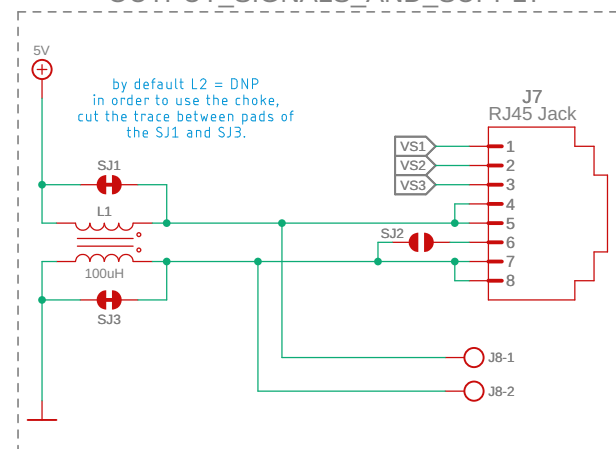 OUTPUT_SIGNALS_AND_SUPPLY
5V
by default L2 = DNP
in order to use the choke,
cut the trace between pads of
the SJ1 and SJ3.
J7
RJ45 Jack
SJ1
VS1
1
VS2
2
VS3
3
4
L1
5
SJ2
6
7
100uH
8
SJ3
J8-1
J8-2